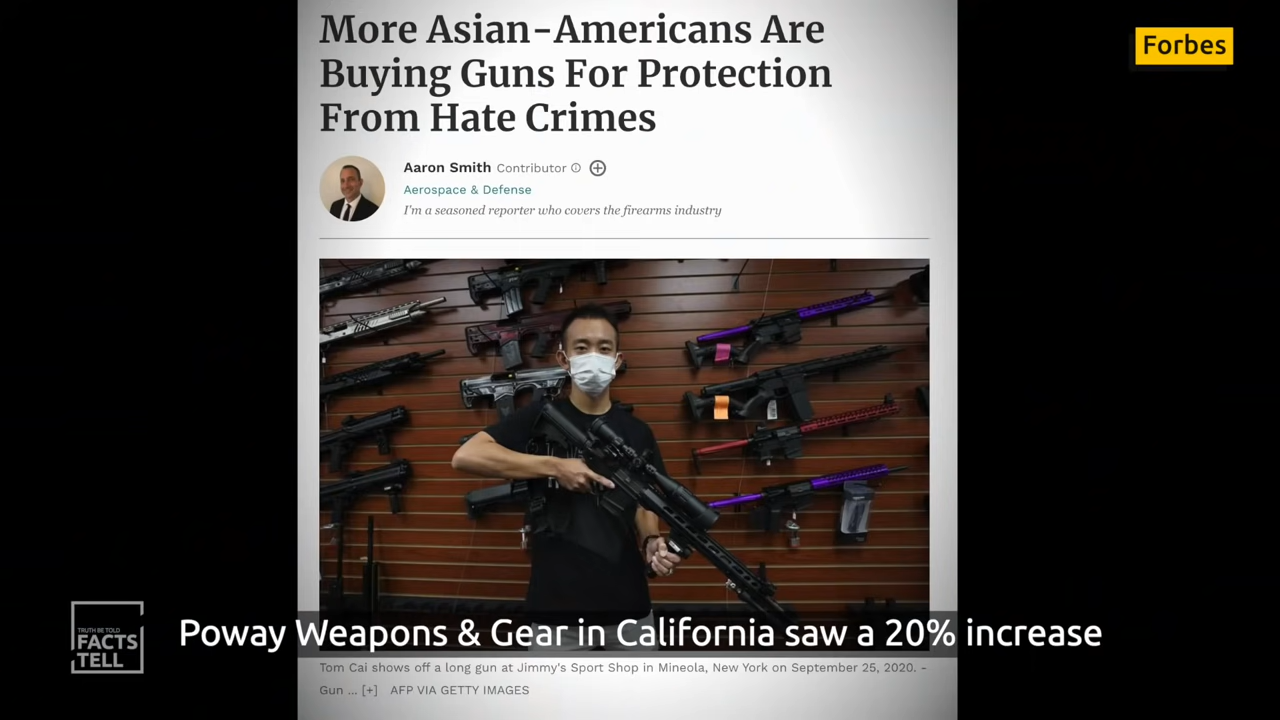 More Asian-Americans Are
Buying Guns For Protection
From Hate Crimes
Forbes
Aaron Smith Contributor
Aerospace & Defense
I'm a seasoned reporter who covers the firearms industry
TRUTH BE TOLD
FACTS
TELL
Poway Weapons & Gear in California saw a 20% increase
Tom Cai shows off a long gun at Jimmy's Sport Shop in Mineola, New York on September 25, 2020. -
Gun ... [+] AFP VIA GETTY IMAGES